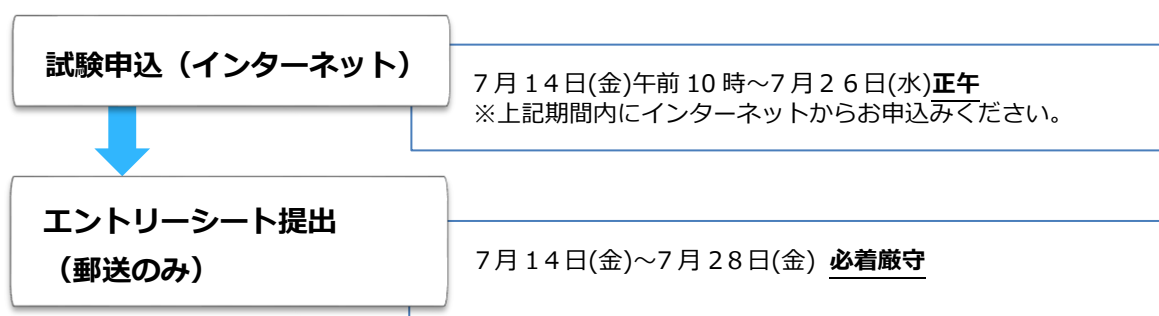 試験申込（インターネット）
7月14日(金)午前10時～7月26日(水)正午
※上記期間内にインターネットからお申込みください。
エントリーシート提出
（郵送のみ）
7月14日(金)～7月28日(金) 必着厳守